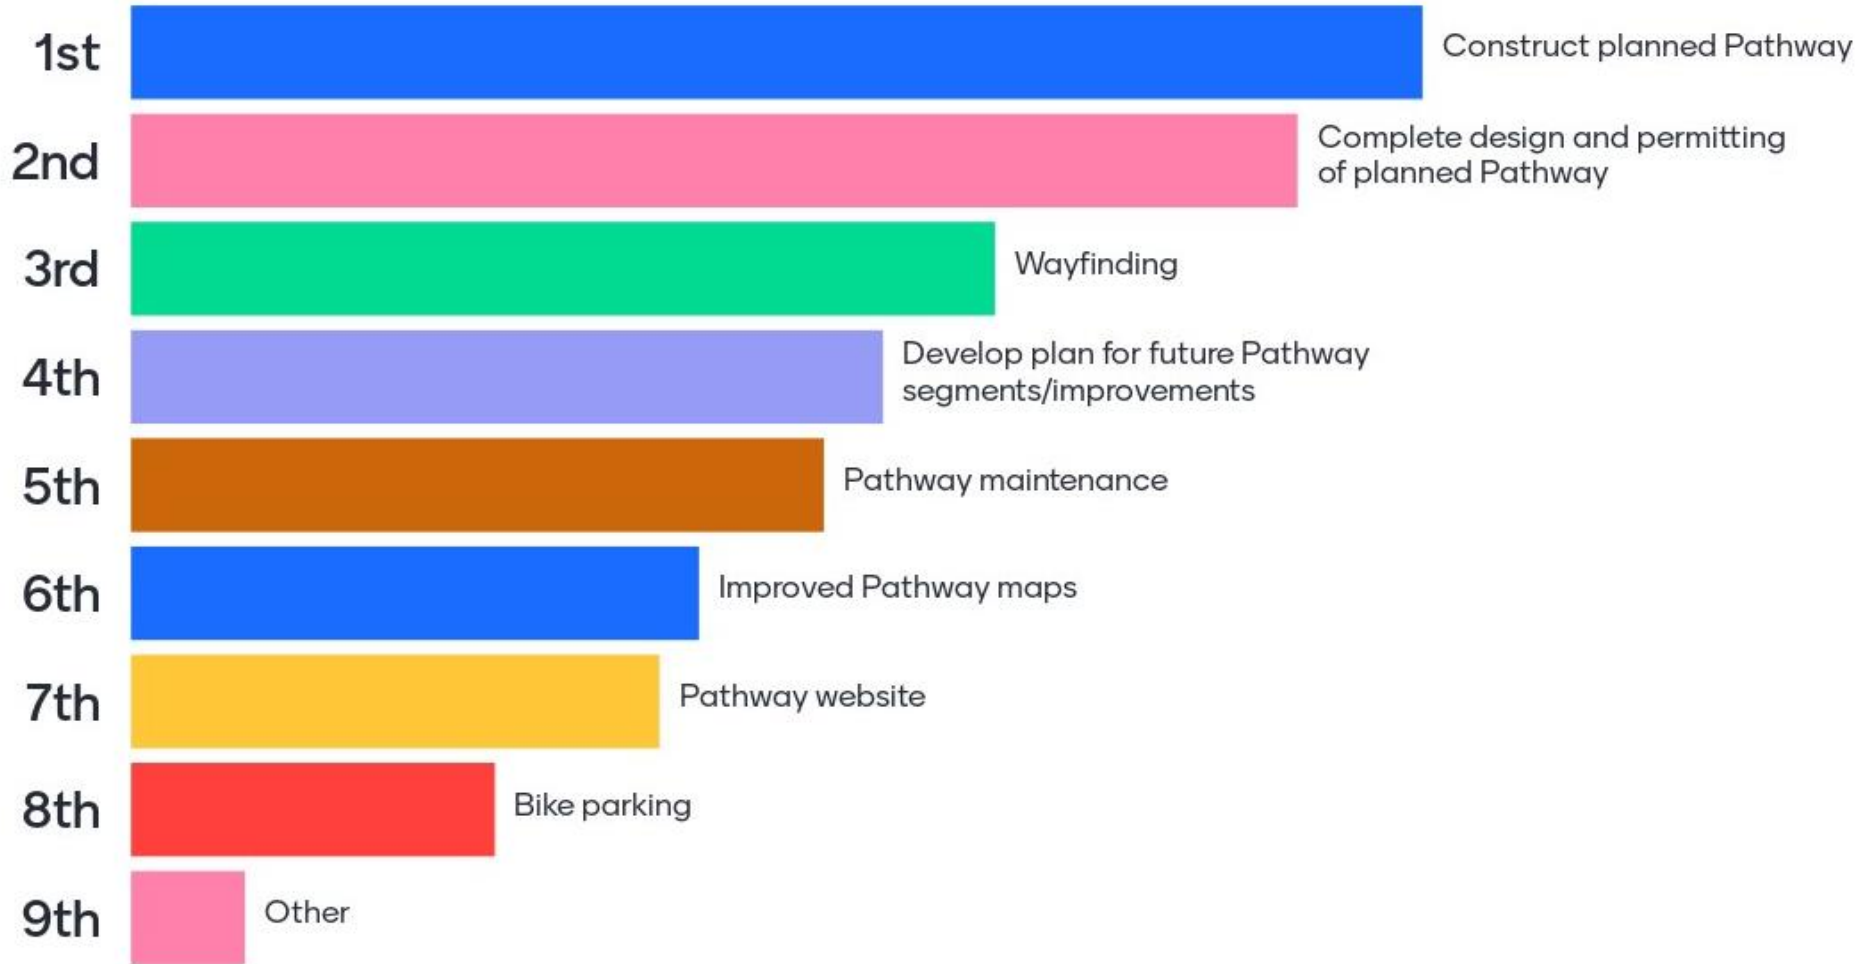 1st
Construct planned Pathway
2nd
Complete design and permitting
of planned Pathway
3rd
Wayfinding
4th
Develop plan for future Pathway
segments/improvements
5th
Pathway maintenance
6th
Improved Pathway maps
7th
Pathway website
8th
Bike parking
9th
Other